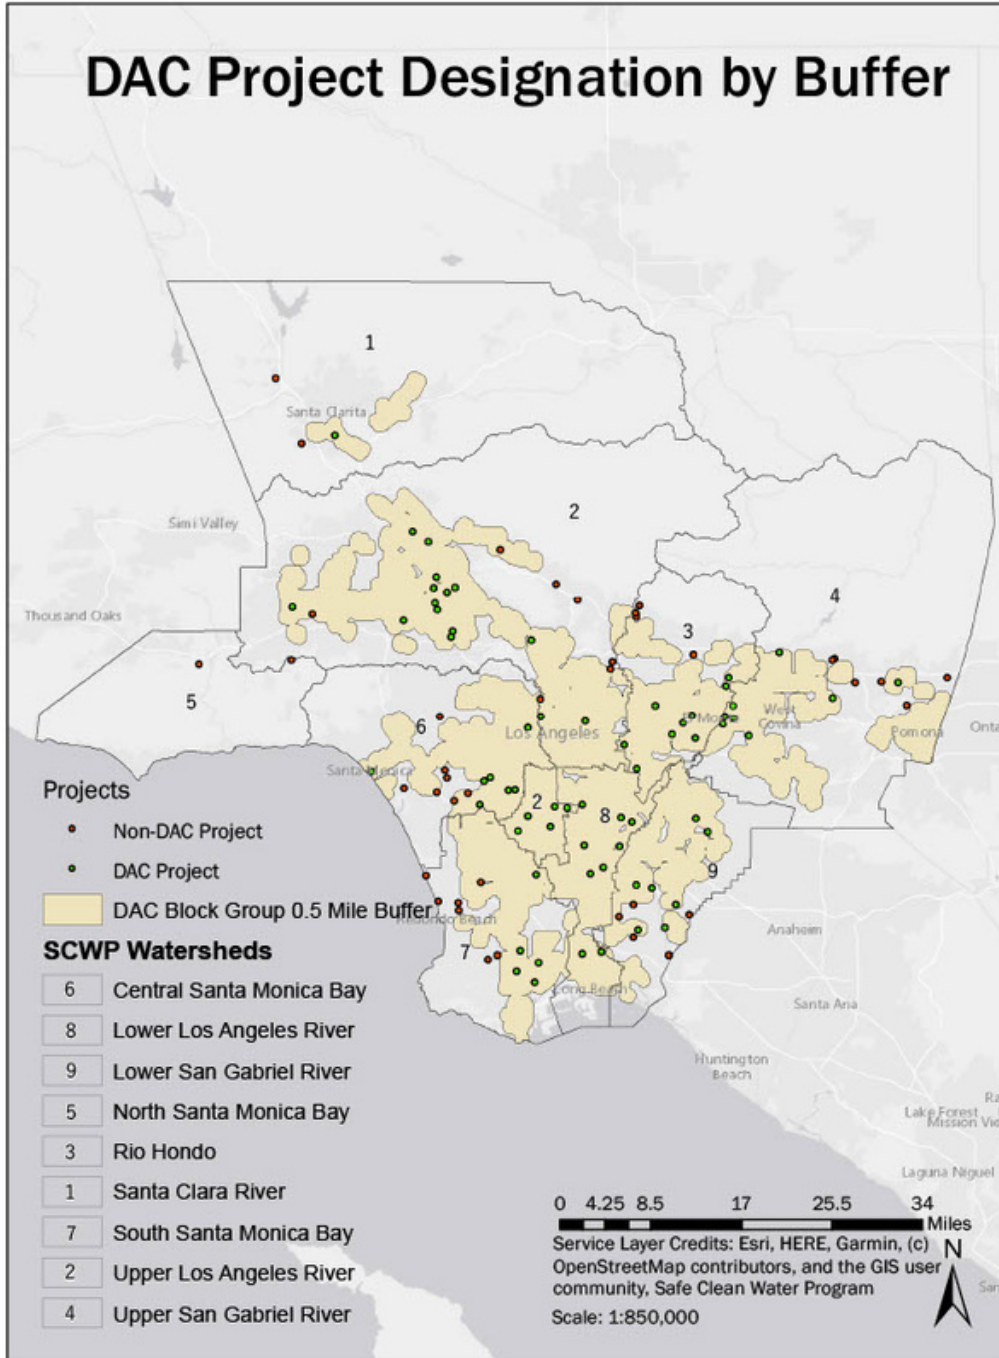 DAC Project Designation by Buffer
1
Santa Clarita
2
Simi Valley
4
Thousand Oaks
3
5
6
West
Covina
Los Angeles
Pomona
Projects
2
8
Non-DAC Project
DAC Project
9
DAC Block Group 0.5 Mile Buffer
Redondo Beach
Anaheim
SCWP Watersheds
7
6 Central Santa Monica Bay
Long Beach
Santa Ana
8 Lower Los Angeles River
Huntington
Beach
9 Lower San Gabriel River
5 North Santa Monica Bay
Lake Forest
Mission Vie
3 Rio Hondo
Laguna Niguel
1 Santa Clara River
7 South Santa Monica Bay
2 Upper Los Angeles River
4 Upper San Gabriel River
0 4.25 8.5 17 25.5 34
Miles
Service Layer Credits: Esri, HERE, Garmin, (c)
OpenStreetMap contributors, and the GIS user
community, Safe Clean Water Program
Scale: 1:850,000
N